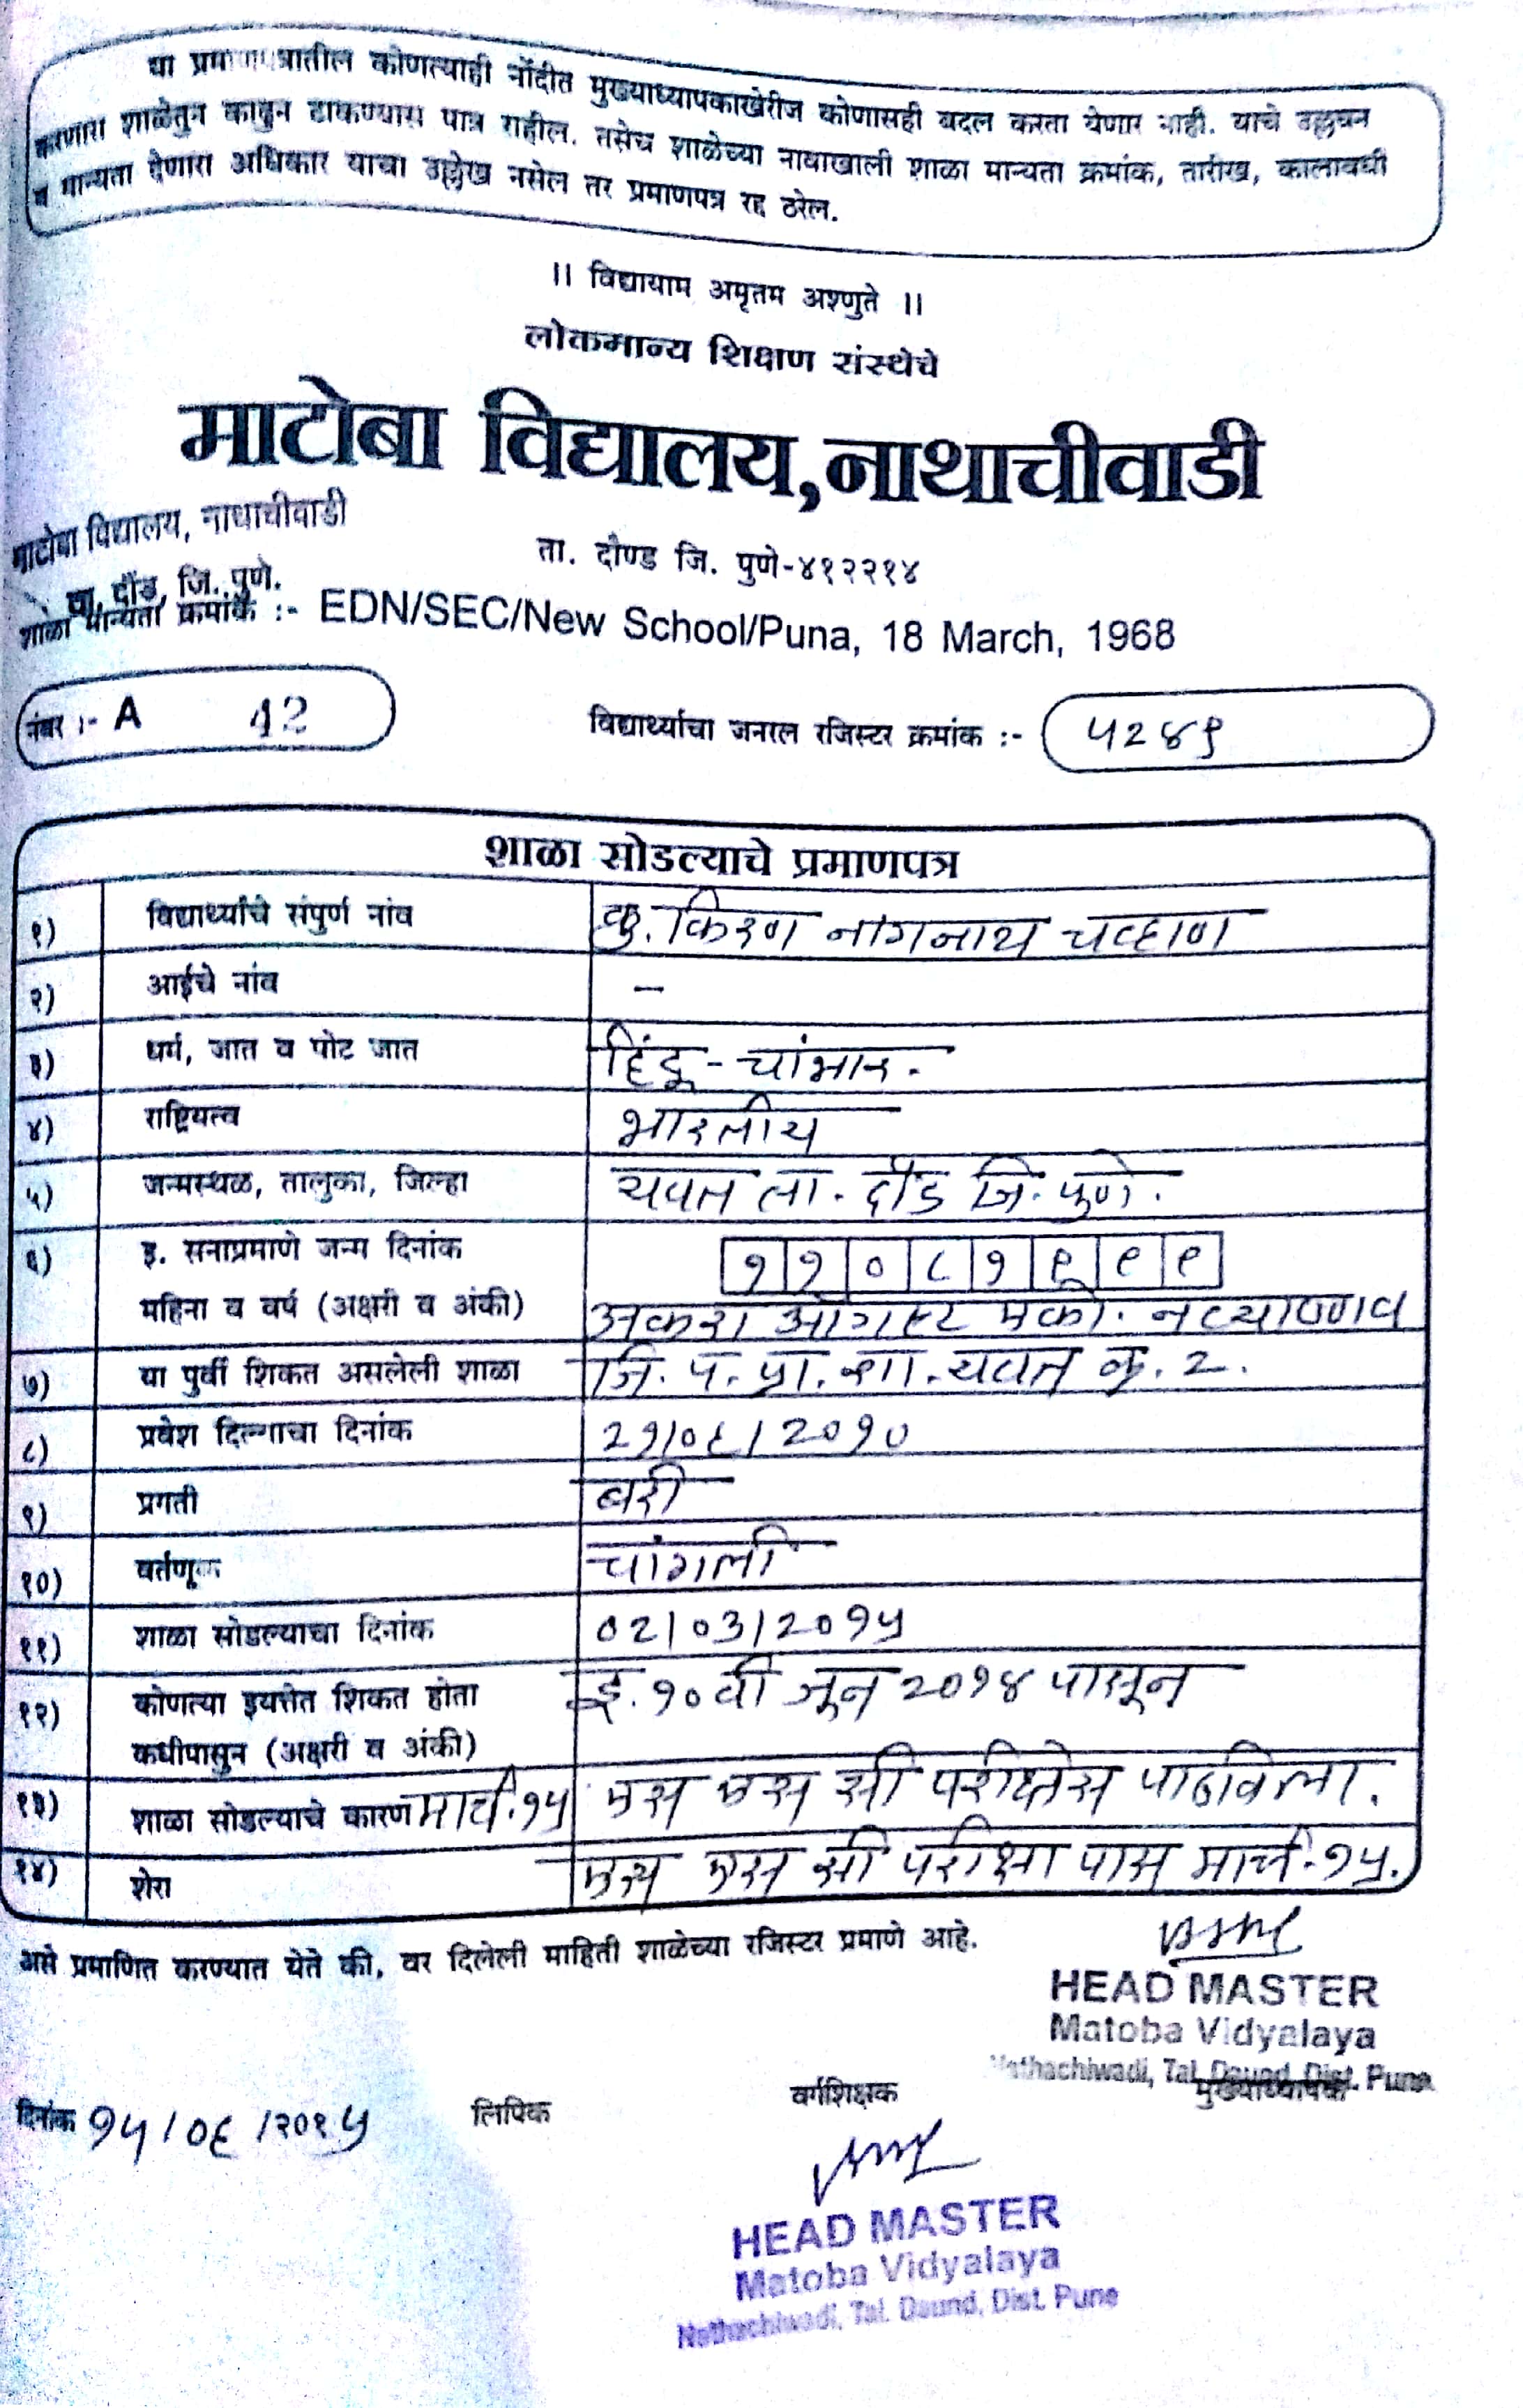 या प्रमाणपत्रातील कोणत्याही नोंदीत मुख्याध्यापकाखेरीज कोणासही बदल करता येणार नाही. याचे उल्लघन
करणारा शाळेतुन काढुन टाकण्यास पात्र राहील. तसेच शाळेच्या नावाखाली शाळा मान्यता क्रमांक, तारीख, कालावधी
व मान्यता देणारा अधिकार याचा उल्लेख नसेल तर प्रमाणपत्र रद्द ठरेल.
।। विद्यायाम अमृतम अश्णुते ।।
लोकमान्य शिक्षण संस्थेचे
माटोबा विद्यालय,नाथाचीवाडी
माटोबा विद्यालय, नाथाचीवाडी
ता. दौण्ड जि. पुणे-४१२२१४
ता. दौंड, जि. पुणे.
शाळा मान्यता क्रमांक :- EDN/SEC/New School/Puna, 18 March, 1968
नंबर :- A 42
विद्यार्थ्याचा जनरल रजिस्टर क्रमांक :- ५२४९
शाळा सोडल्याचे प्रमाणपत्र
१) विद्यार्थ्याचे संपुर्ण नांव कु. किरण नागनाथ चव्हाण
२) आईचे नांव –
३) धर्म, जात व पोट जात हिंदू - चांभार.
४) राष्ट्रियत्व भारतीय
५) जन्मस्थळ, तालुका, जिल्हा यवत ता. दौंड जि. पुणे.
६) इ. सनाप्रमाणे जन्म दिनांक ११०८१९९९
महिना व वर्ष (अक्षरी व अंकी) अकरा ऑगस्ट एको. नव्याण्णव
७) या पुर्वी शिकत असलेली शाळा जि. प. प्रा. शा. यवत क्र. २.
८) प्रवेश दिल्याचा दिनांक २१/०६/२०१०
९) प्रगती बरी
१०) वर्तणूक चांगली
११) शाळा सोडल्याचा दिनांक ०२/०३/२०१५
१२) कोणत्या इयत्तेत शिकत होता इ. १० वी जून २०१४ पासून
कधीपासुन (अक्षरी व अंकी)
१३) शाळा सोडल्याचे कारण मार्च-१५ एस एस सी परीक्षेस पाठविला.
१४) शेरा एस एस सी परीक्षा पास मार्च-१५.
असे प्रमाणित करण्यात येते की, वर दिलेली माहिती शाळेच्या रजिस्टर प्रमाणे आहे.
HEAD MASTER
Matoba Vidyalaya
Nathachiwadi, Tal. Daund, Dist. Pune
दिनांक १५/०६/२०१५ लिपिक वर्गशिक्षक मुख्याध्यापक
HEAD MASTER
Matoba Vidyalaya
Nathachiwadi, Tal. Daund, Dist. Pune